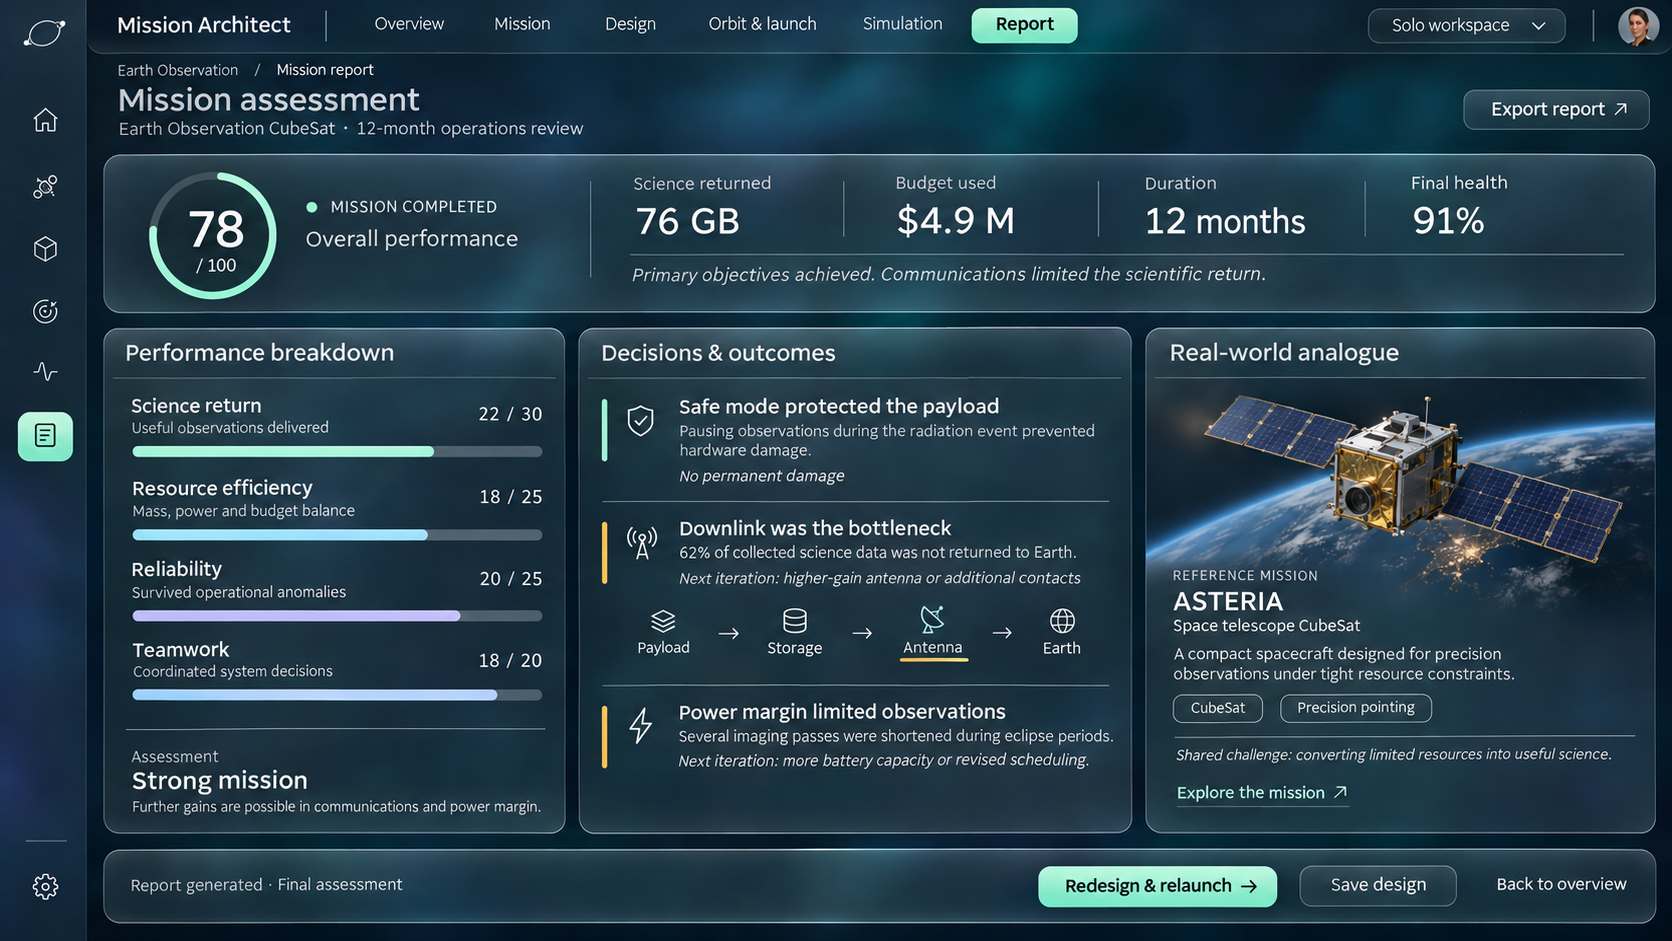 Mission Architect
Overview
Mission
Design
Orbit & launch
Simulation
Report
Solo workspace
Earth Observation / Mission report
Mission assessment
Earth Observation CubeSat · 12-month operations review
Export report
78
/ 100
MISSION COMPLETED
Overall performance
Science returned
76 GB
Budget used
$4.9 M
Duration
12 months
Final health
91%
Primary objectives achieved. Communications limited the scientific return.
Performance breakdown
Science return
Useful observations delivered
22 / 30
Resource efficiency
Mass, power and budget balance
18 / 25
Reliability
Survived operational anomalies
20 / 25
Teamwork
Coordinated system decisions
18 / 20
Assessment
Strong mission
Further gains are possible in communications and power margin.
Decisions & outcomes
Safe mode protected the payload
Pausing observations during the radiation event prevented
hardware damage.
No permanent damage
Downlink was the bottleneck
62% of collected science data was not returned to Earth.
Next iteration: higher-gain antenna or additional contacts
Payload
Storage
Antenna
Earth
Power margin limited observations
Several imaging passes were shortened during eclipse periods.
Next iteration: more battery capacity or revised scheduling.
Real-world analogue
REFERENCE MISSION
ASTERIA
Space telescope CubeSat
A compact spacecraft designed for precision
observations under tight resource constraints.
CubeSat
Precision pointing
Shared challenge: converting limited resources into useful science.
Explore the mission
Report generated · Final assessment
Redesign & relaunch
Save design
Back to overview